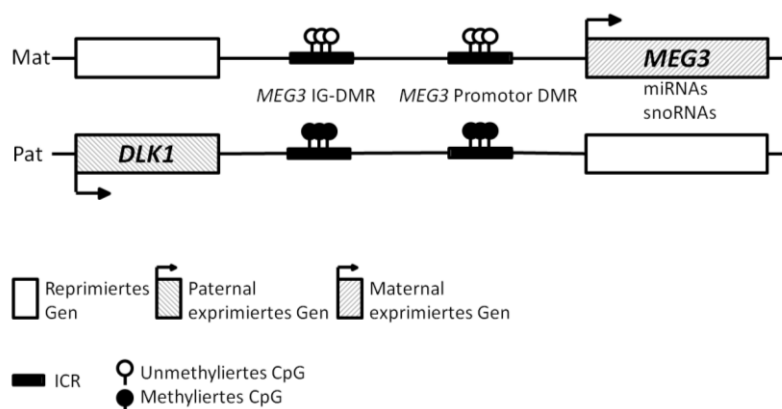 Mat
MEG3
MEG3 IG-DMR
MEG3 Promotor DMR
miRNAs
snoRNAs
Pat
DLK1
Reprimiertes
Gen
Paternal
exprimiertes Gen
Maternal
exprimiertes Gen
ICR
Unmethyliertes CpG
Methyliertes CpG